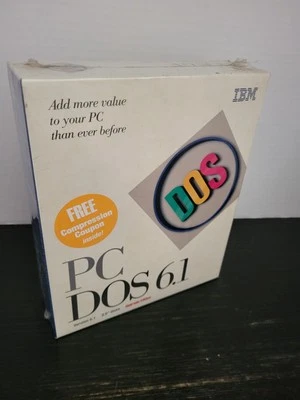 Add more value
to your PC
than ever before
IBM
DOS
FREE
Compression
Coupon
inside!
PC
DOS 6.1